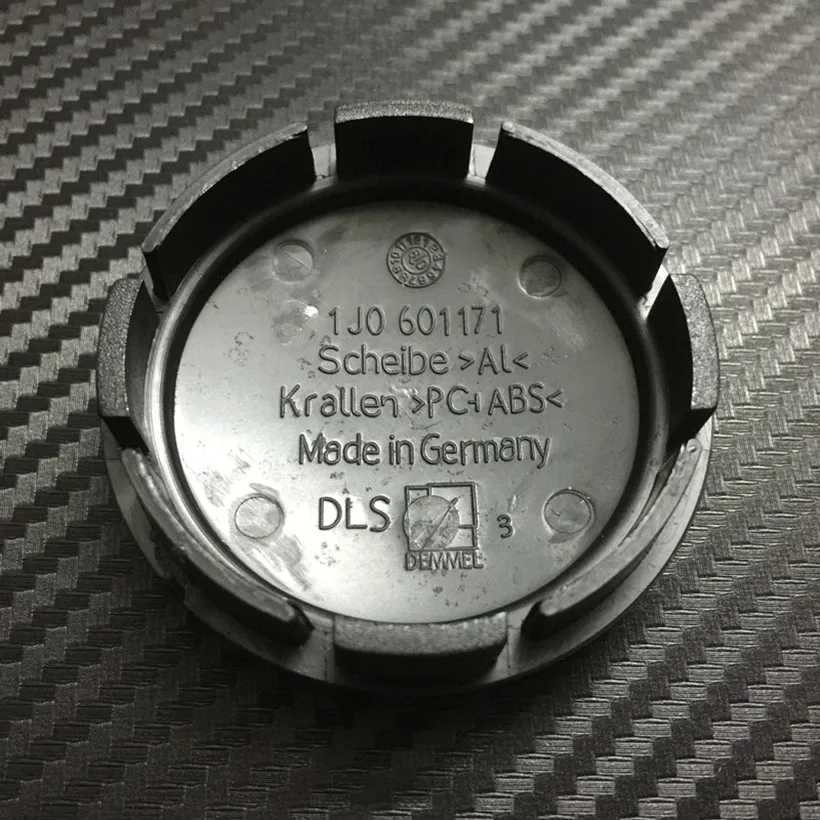 1J0 601171
Scheibe >AL<
Krallen >PC+ABS<
Made in Germany
DLS 3
DEMMEL